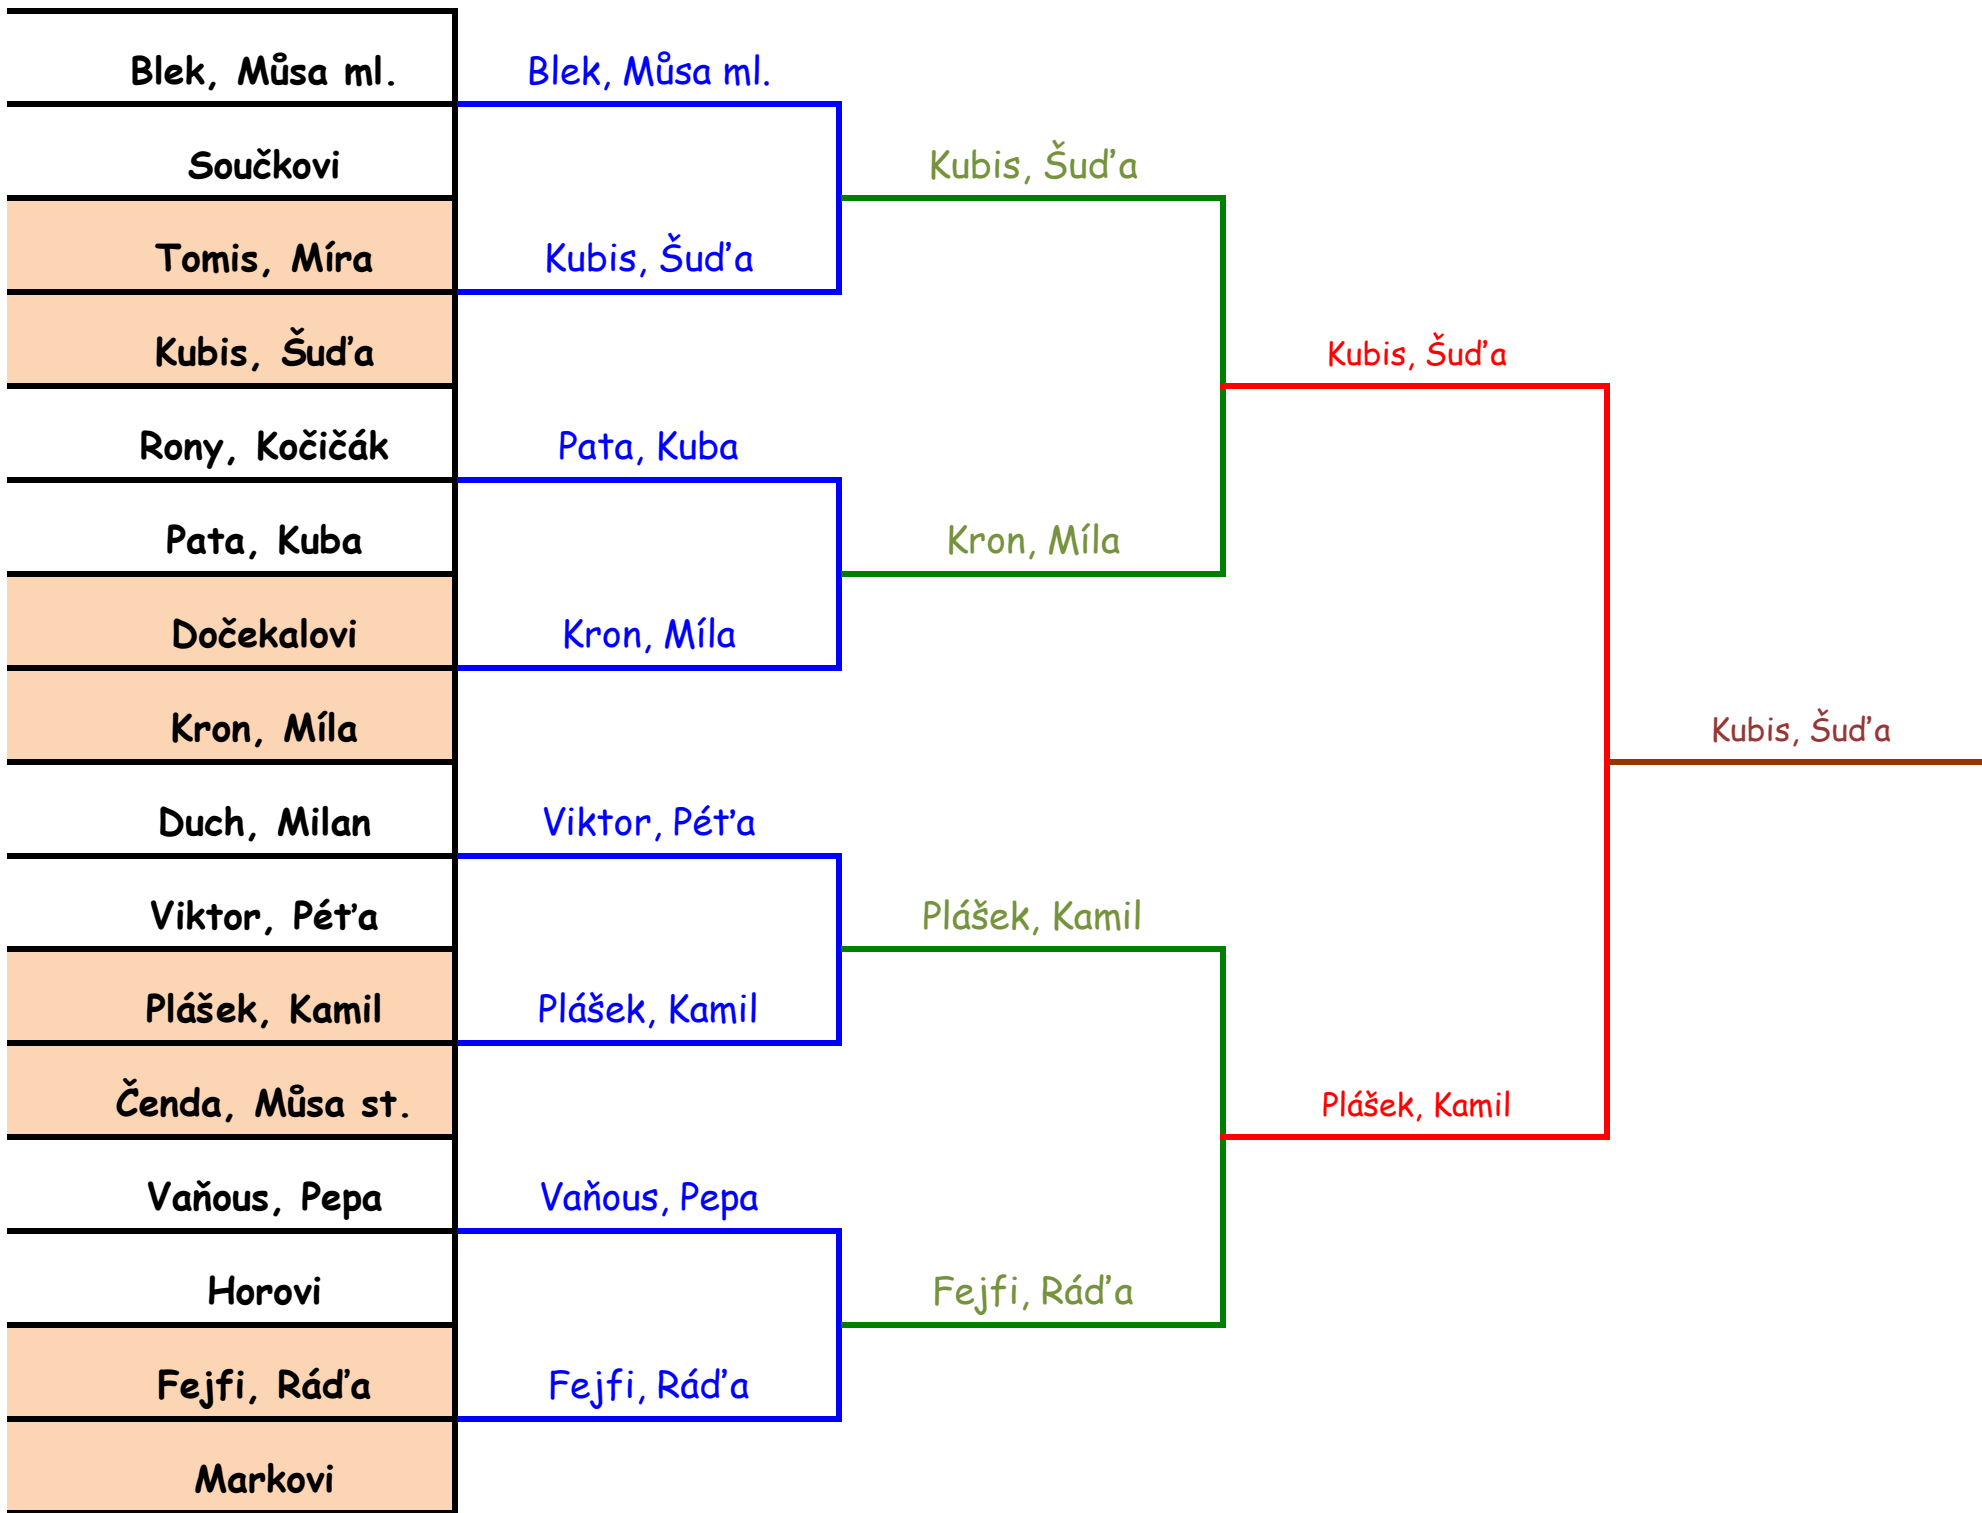 Blek, Můsa ml.
Blek, Můsa ml.
Součkovi
Kubis, Šuďa
Tomis, Míra
Kubis, Šuďa
Kubis, Šuďa
Kubis, Šuďa
Rony, Kočičák
Pata, Kuba
Pata, Kuba
Kron, Míla
Dočekalovi
Kron, Míla
Kron, Míla
Kubis, Šuďa
Duch, Milan
Viktor, Péťa
Viktor, Péťa
Plášek, Kamil
Plášek, Kamil
Plášek, Kamil
Čenda, Můsa st.
Plášek, Kamil
Vaňous, Pepa
Vaňous, Pepa
Horovi
Fejfi, Ráďa
Fejfi, Ráďa
Fejfi, Ráďa
Markovi